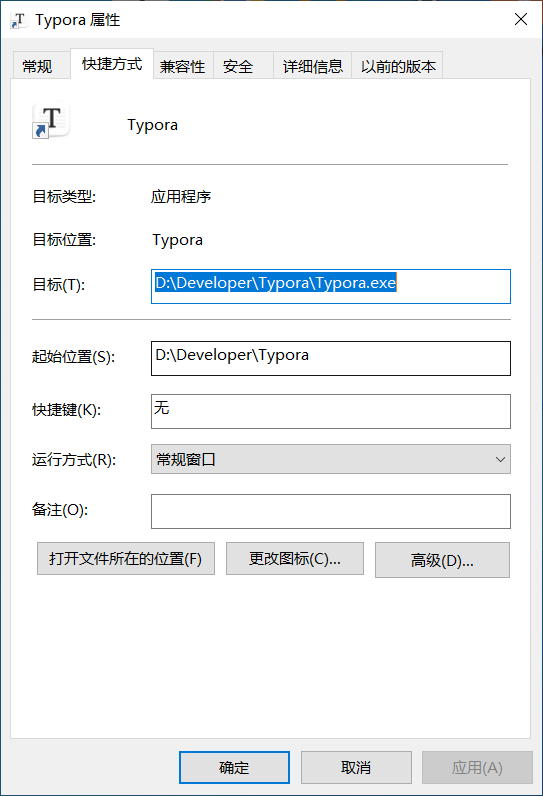 Typora 属性
常规 快捷方式 兼容性 安全 详细信息 以前的版本
Typora
目标类型: 应用程序
目标位置: Typora
目标(T): D:\Developer\Typora\Typora.exe
起始位置(S): D:\Developer\Typora
快捷键(K): 无
运行方式(R): 常规窗口
备注(O):
打开文件所在的位置(F) 更改图标(C)... 高级(D)...
确定 取消 应用(A)